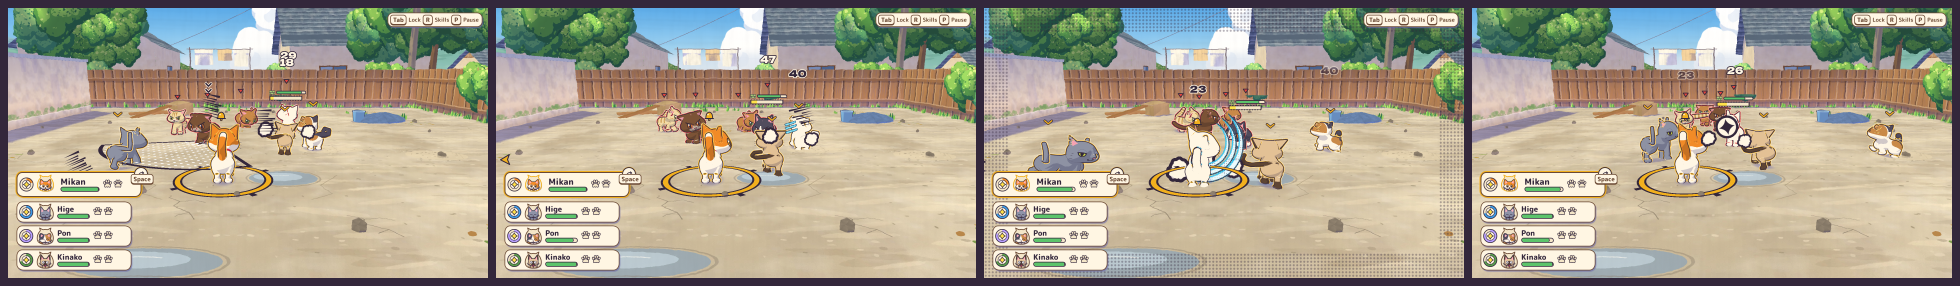 Tab Lock R Skills P Pause
29
18
Space
Mikan
Hige
Pon
Kinako
Tab Lock R Skills P Pause
47
40
Space
Mikan
Hige
Pon
Kinako
Tab Lock R Skills P Pause
40
23
Space
Mikan
Hige
Pon
Kinako
Tab Lock R Skills P Pause
23 26
Space
Mikan
Hige
Pon
Kinako